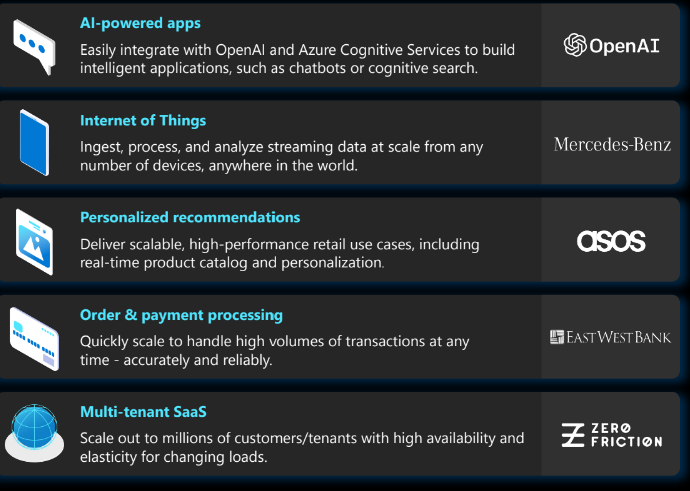 AI-powered apps
Easily integrate with OpenAI and Azure Cognitive Services to build
intelligent applications, such as chatbots or cognitive search.
OpenAI
Internet of Things
Ingest, process, and analyze streaming data at scale from any
number of devices, anywhere in the world.
Mercedes-Benz
Personalized recommendations
Deliver scalable, high-performance retail use cases, including
real-time product catalog and personalization.
asos
Order & payment processing
Quickly scale to handle high volumes of transactions at any
time - accurately and reliably.
EASTWESTBANK
Multi-tenant SaaS
Scale out to millions of customers/tenants with high availability and
elasticity for changing loads.
ZERØ
FRICTION